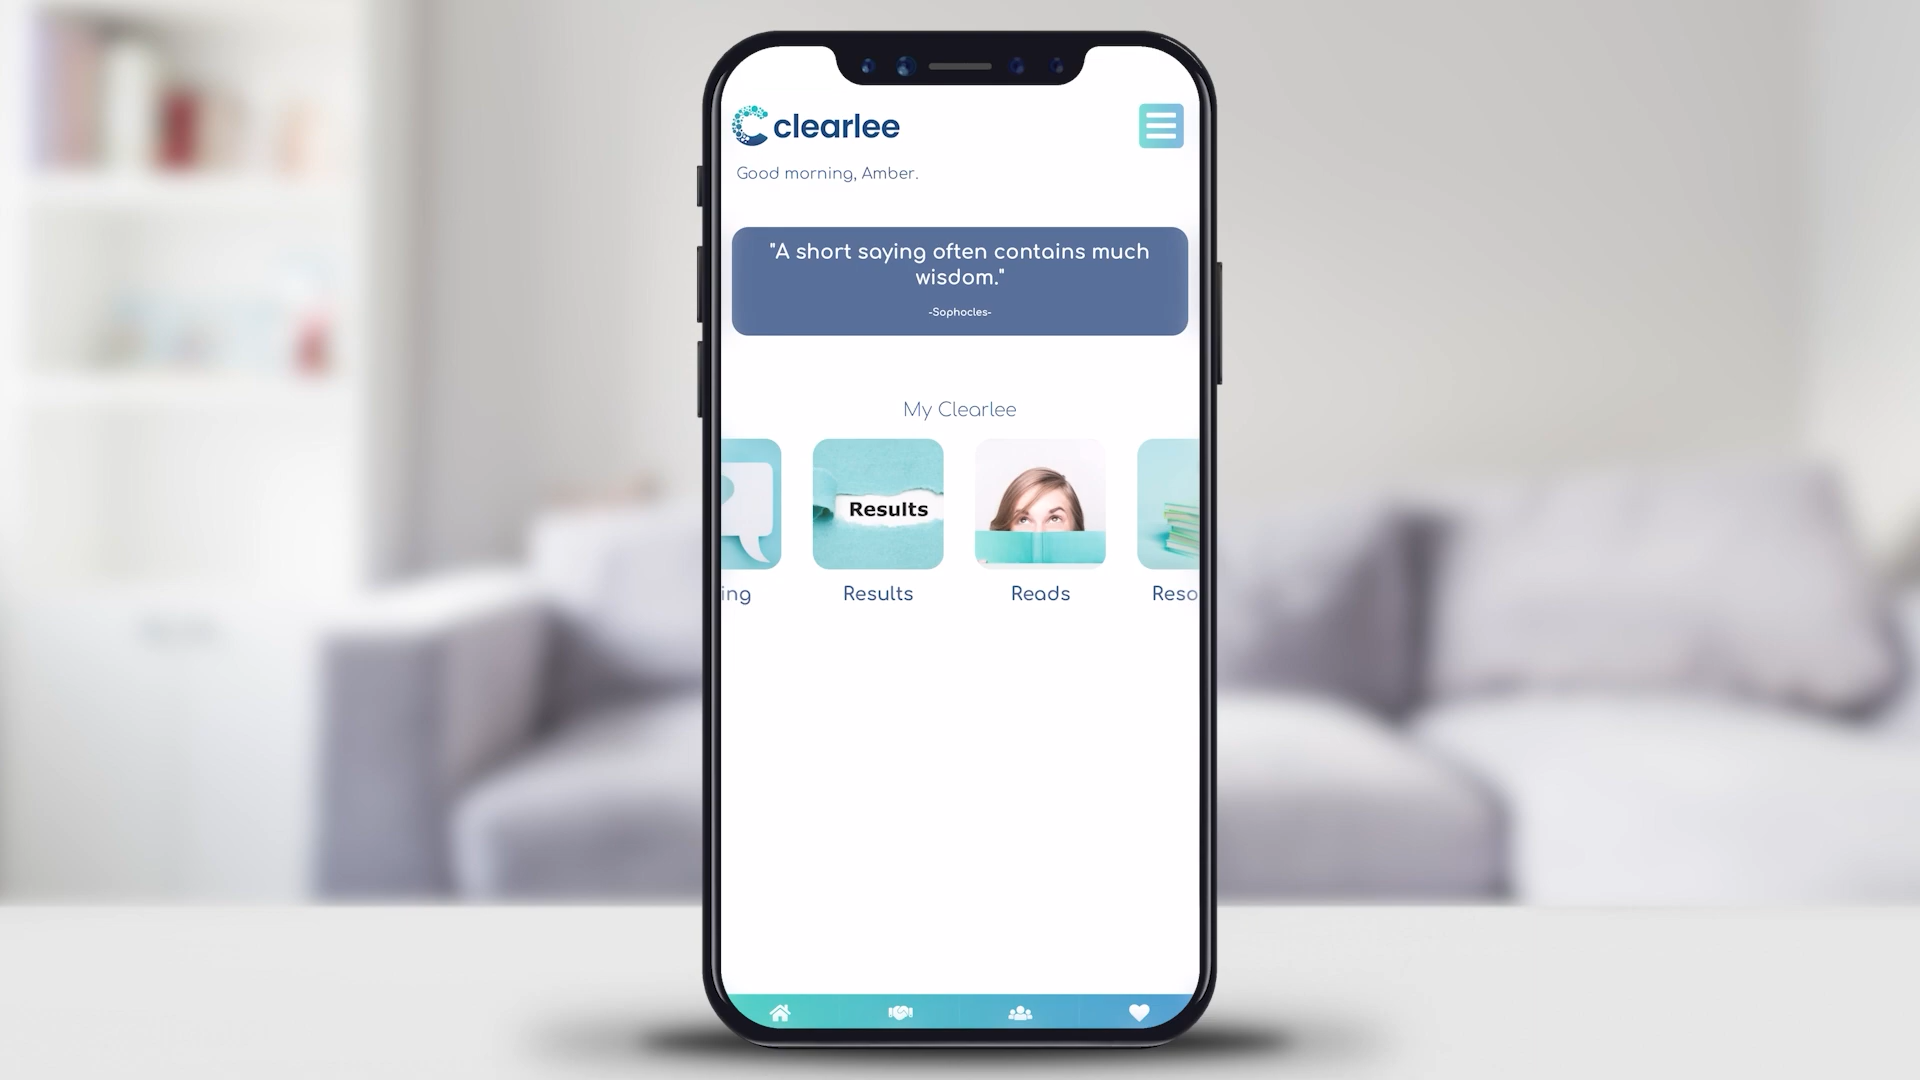 clearlee
Good morning, Amber.
"A short saying often contains much
wisdom."
-Sophocles-
My Clearlee
Results
ing
Results
Reads
Reso